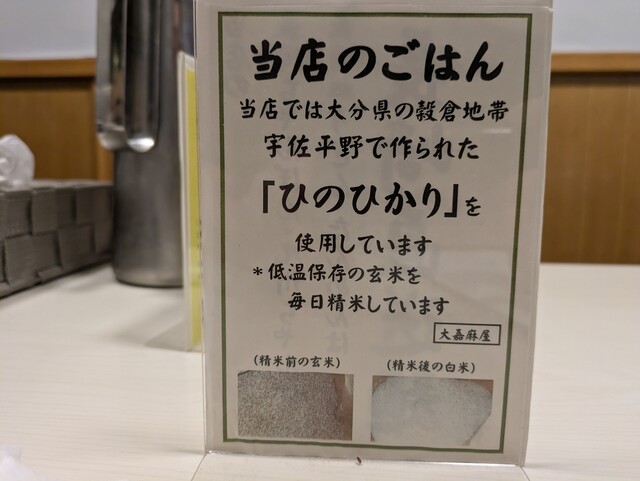 当店のごはん
当店では大分県の穀倉地帯
宇佐平野で作られた
「ひのひかり」を
使用しています
*低温保存の玄米を
毎日精米しています
大嘉麻屋
(精米前の玄米)
(精米後の白米)